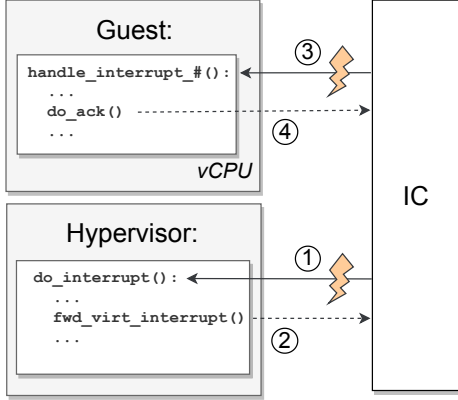 Guest:
handle_interrupt_#():
...
do_ack()
...
vCPU
③
④
IC
Hypervisor:
do_interrupt():
...
fwd_virt_interrupt()
...
①
②